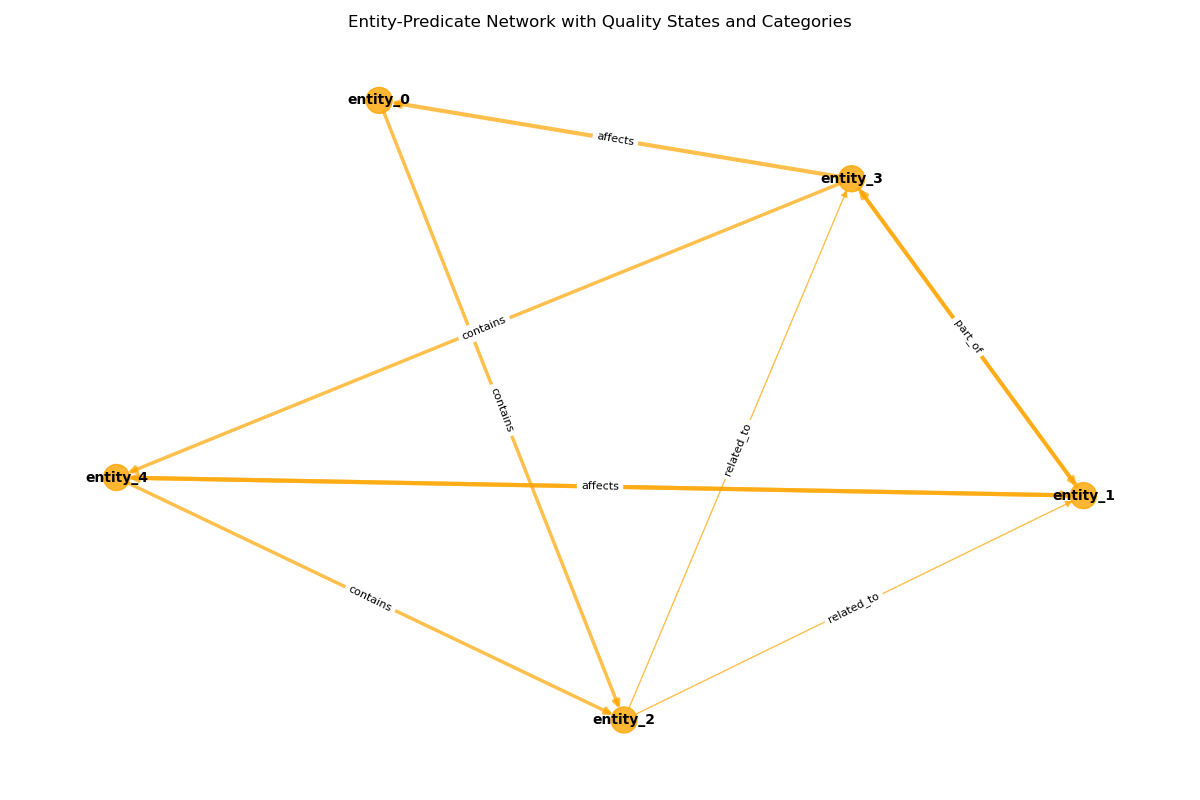 Entity-Predicate Network with Quality States and Categories
entity_0
affects
entity_3
contains
part_of
contains
related_to
entity_4
affects
entity_1
contains
related_to
entity_2